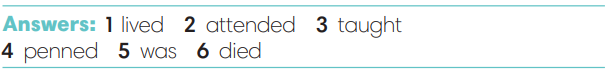 Answers: 1 lived 2 attended 3 taught
4 penned 5 was 6 died